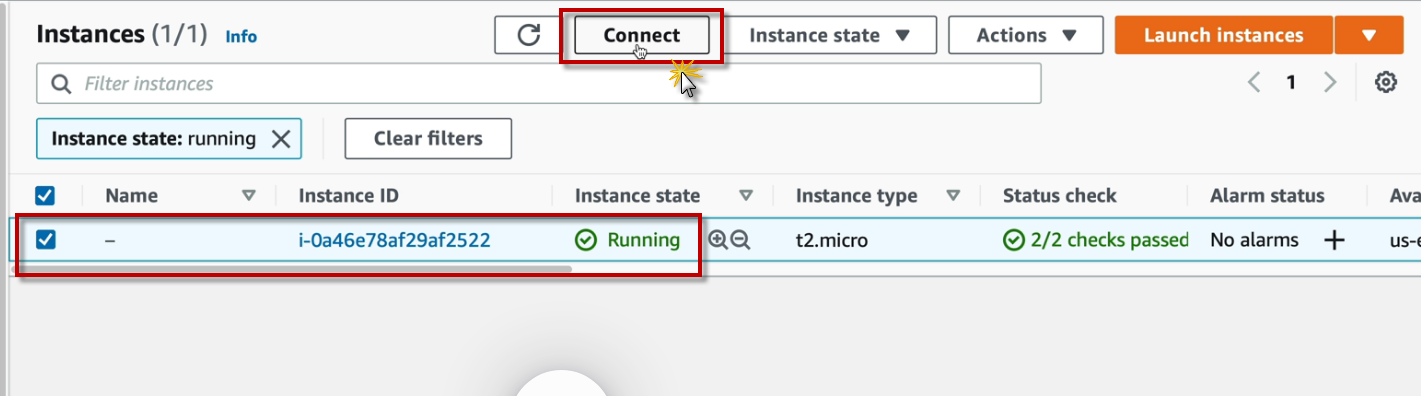 Instances (1/1) Info Connect Instance state Actions Launch instances
Filter instances 1
Instance state: running Clear filters
Name Instance ID Instance state Instance type Status check Alarm status Ava
– i-0a46e78af29af2522 Running t2.micro 2/2 checks passed No alarms + us-e